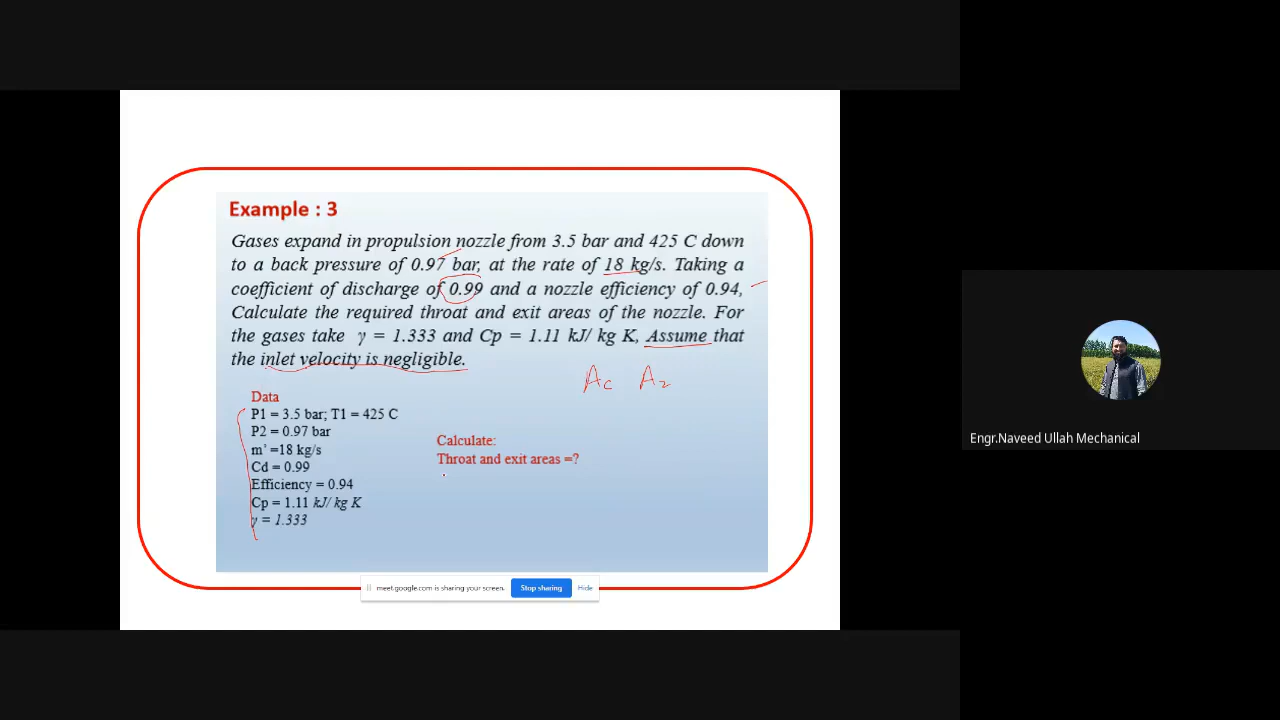 Example : 3
Gases expand in propulsion nozzle from 3.5 bar and 425 C down
to a back pressure of 0.97 bar, at the rate of 18 kg/s. Taking a
coefficient of discharge of 0.99 and a nozzle efficiency of 0.94,
Calculate the required throat and exit areas of the nozzle. For
the gases take γ = 1.333 and Cp = 1.11 kJ/ kg K, Assume that
the inlet velocity is negligible.
Ac A2
Data
P1 = 3.5 bar; T1 = 425 C
P2 = 0.97 bar
m' =18 kg/s
Cd = 0.99
Efficiency = 0.94
Cp = 1.11 kJ/ kg K
γ = 1.333
Calculate:
Throat and exit areas =?
meet.google.com is sharing your screen.
Stop sharing
Hide
Engr.Naveed Ullah Mechanical